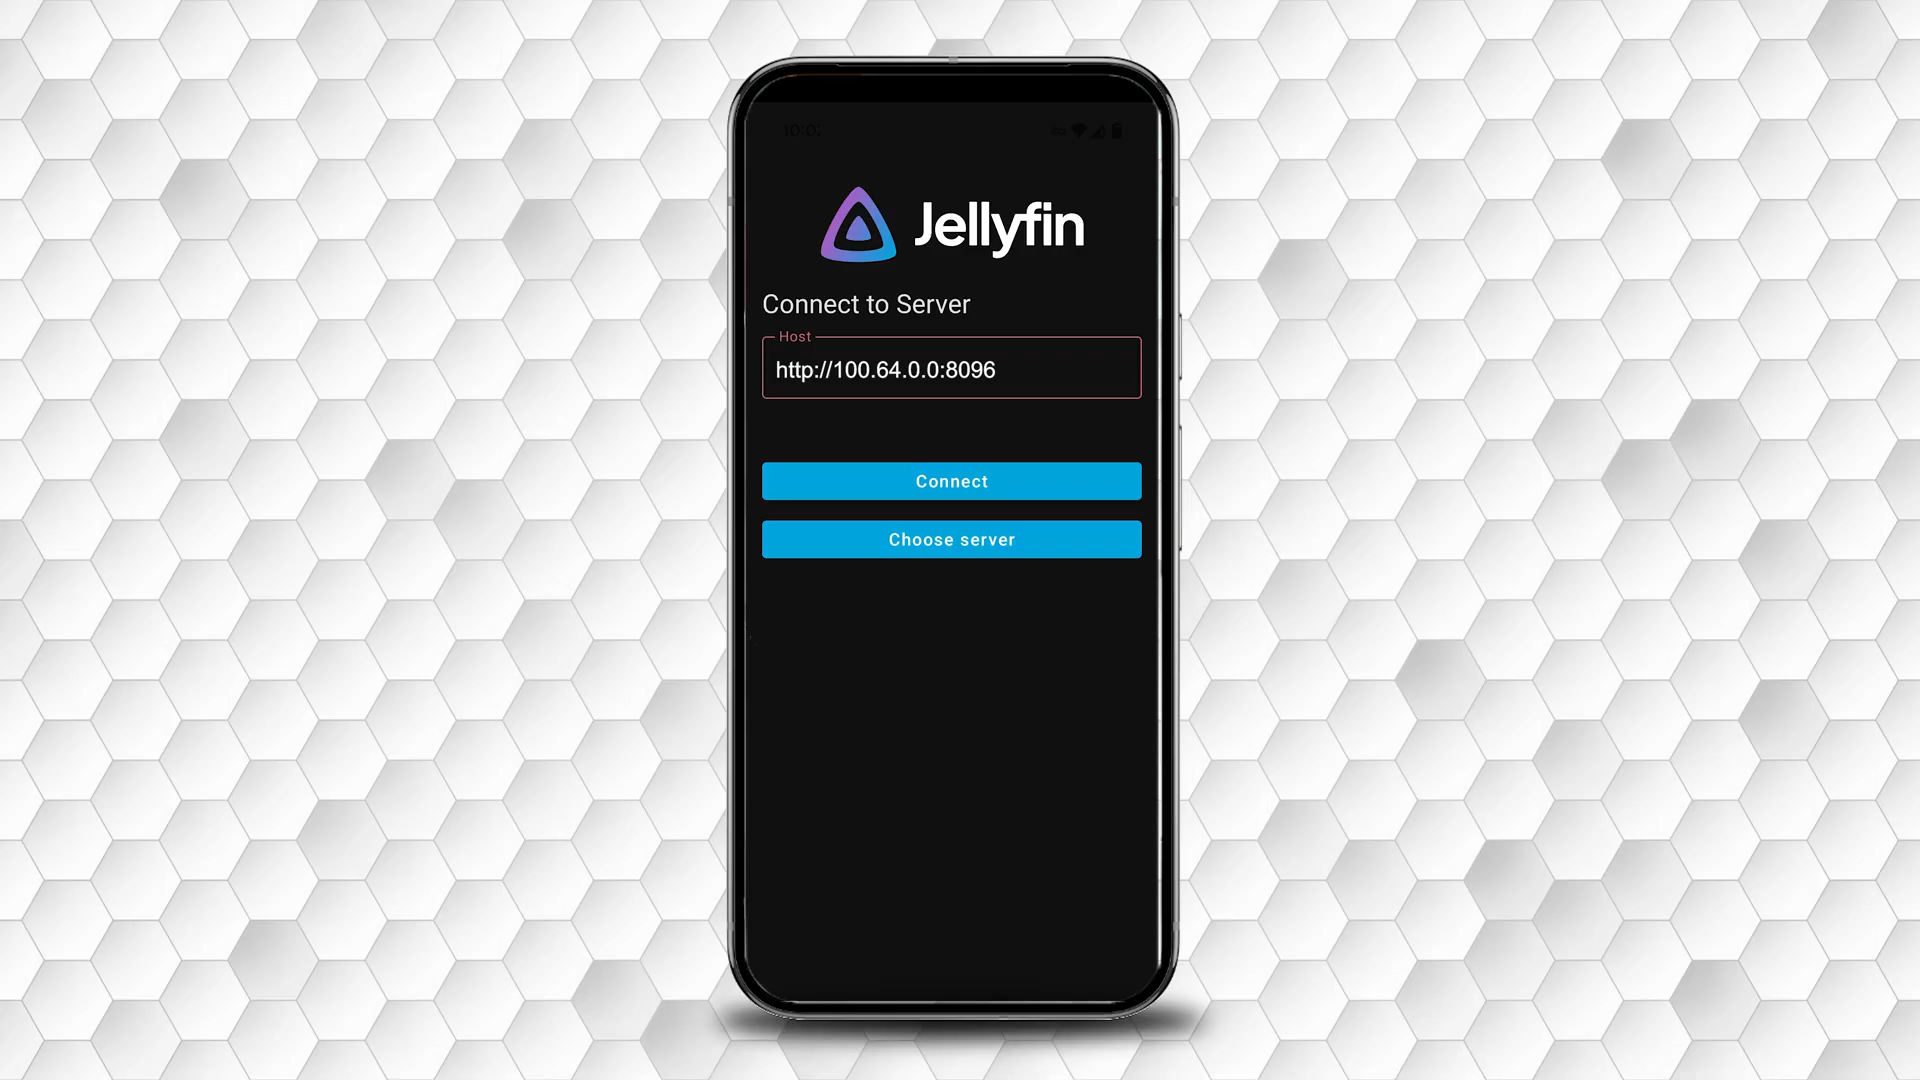 Jellyfin
Connect to Server
Host
http://100.64.0.0:8096
Connect
Choose server